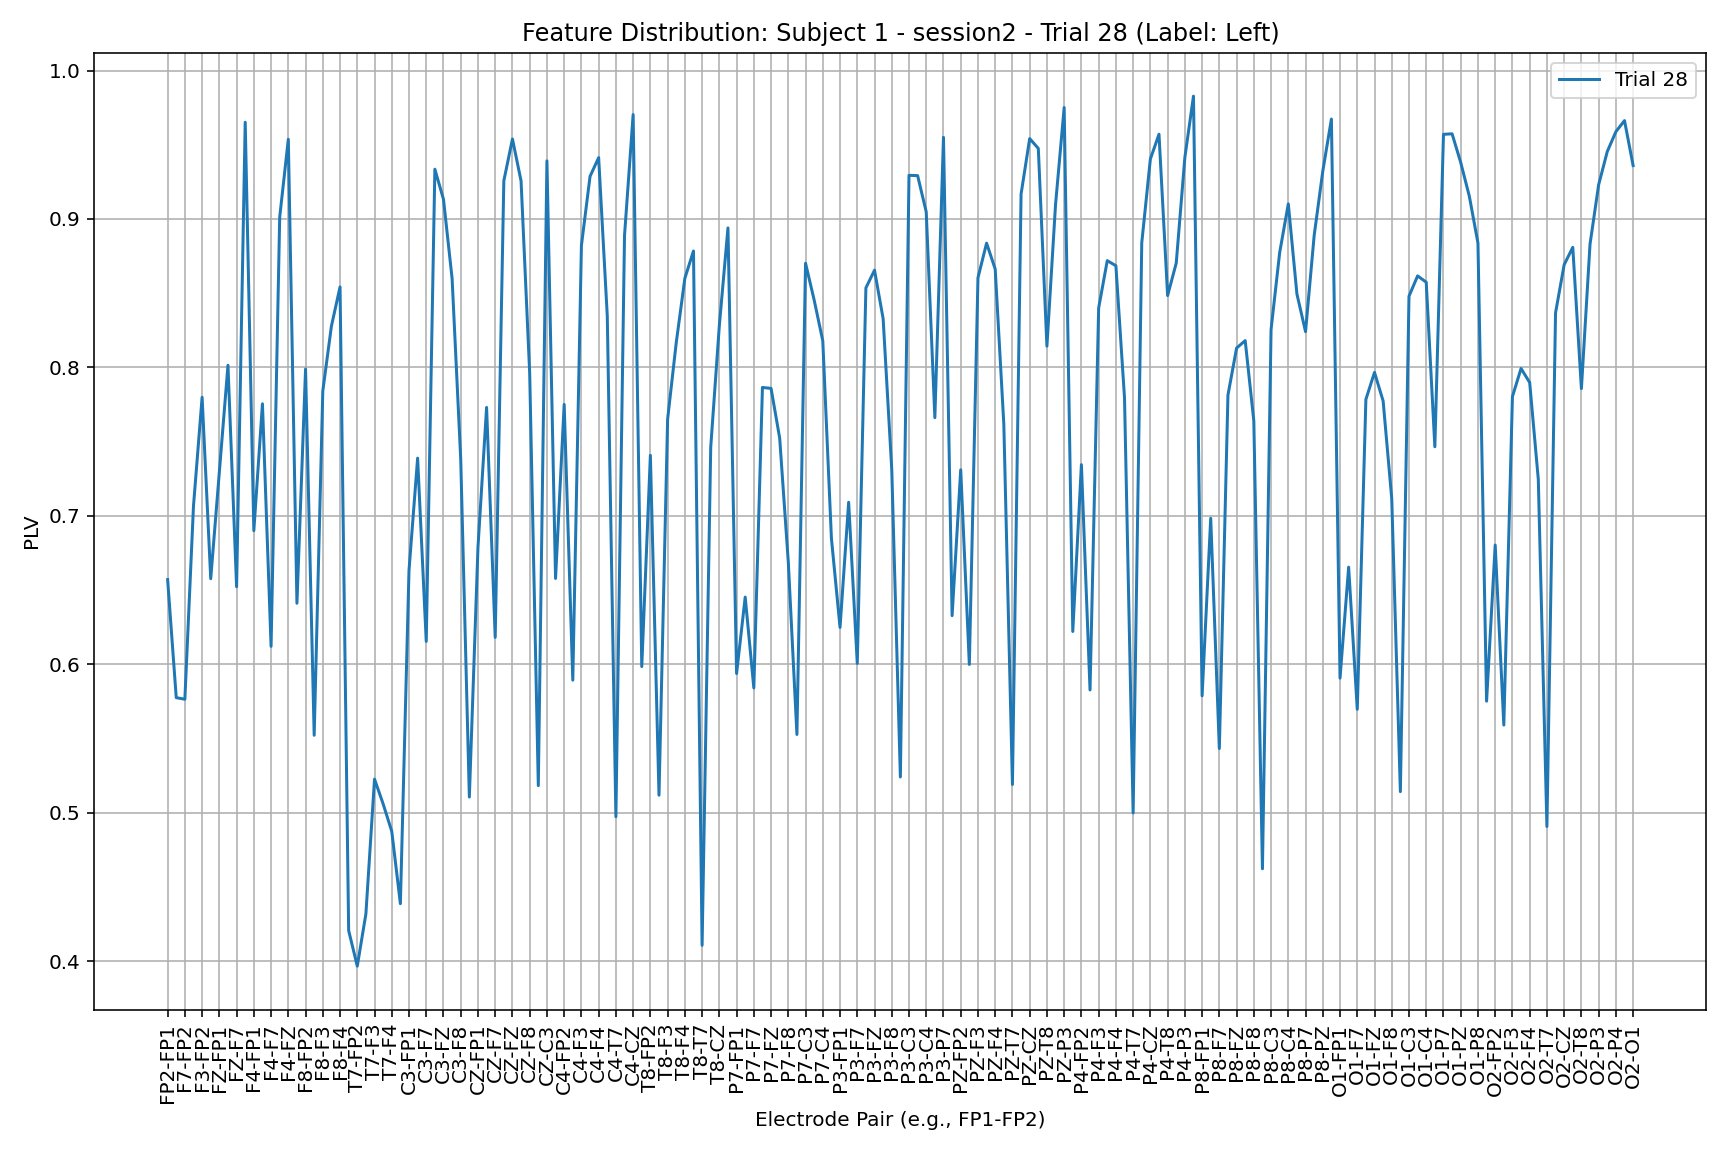 Feature Distribution: Subject 1 - session2 - Trial 28 (Label: Left)
Trial 28
1.0
0.9
0.8
0.7
0.6
0.5
0.4
PLV
FP2-FP1
F7-FP2
F3-FP2
FZ-FP1
FZ-F7
F4-FP1
F4-F7
F4-FZ
F8-FP2
F8-F3
F8-F4
T7-FP2
T7-F3
T7-F4
C3-FP1
C3-F7
C3-FZ
C3-F8
CZ-FP1
CZ-F7
CZ-FZ
CZ-F8
CZ-C3
C4-FP2
C4-F3
C4-F4
C4-T7
C4-CZ
T8-FP2
T8-F3
T8-F4
T8-T7
T8-CZ
P7-FP1
P7-F7
P7-FZ
P7-F8
P7-C3
P7-C4
P3-FP1
P3-F7
P3-FZ
P3-F8
P3-C3
P3-C4
P3-P7
PZ-FP2
PZ-F3
PZ-F4
PZ-T7
PZ-CZ
PZ-T8
PZ-P3
P4-FP2
P4-F3
P4-F4
P4-T7
P4-CZ
P4-T8
P4-P3
P8-FP1
P8-F7
P8-FZ
P8-F8
P8-C3
P8-C4
P8-P7
P8-PZ
O1-FP1
O1-F7
O1-FZ
O1-F8
O1-C3
O1-C4
O1-P7
O1-PZ
O1-P8
O2-FP2
O2-F3
O2-F4
O2-T7
O2-CZ
O2-T8
O2-P3
O2-P4
O2-O1
Electrode Pair (e.g., FP1-FP2)